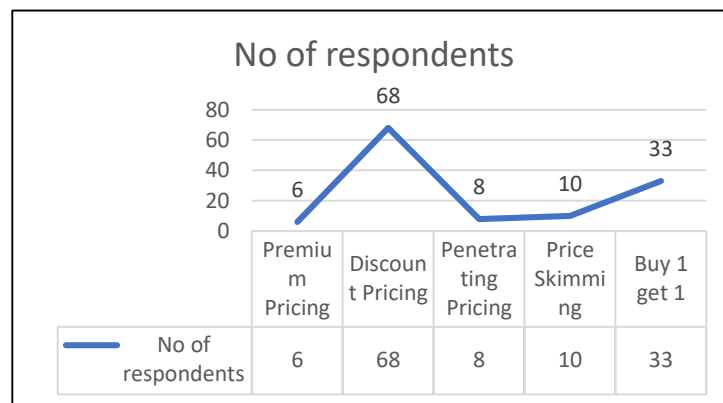 No of respondents
80
60
40
20
0
6
68
8
10
33
Premiu
m
Pricing
Discoun
t Pricing
Penetra
ting
Pricing
Price
Skimmi
ng
Buy 1
get 1
No of
respondents
6
68
8
10
33